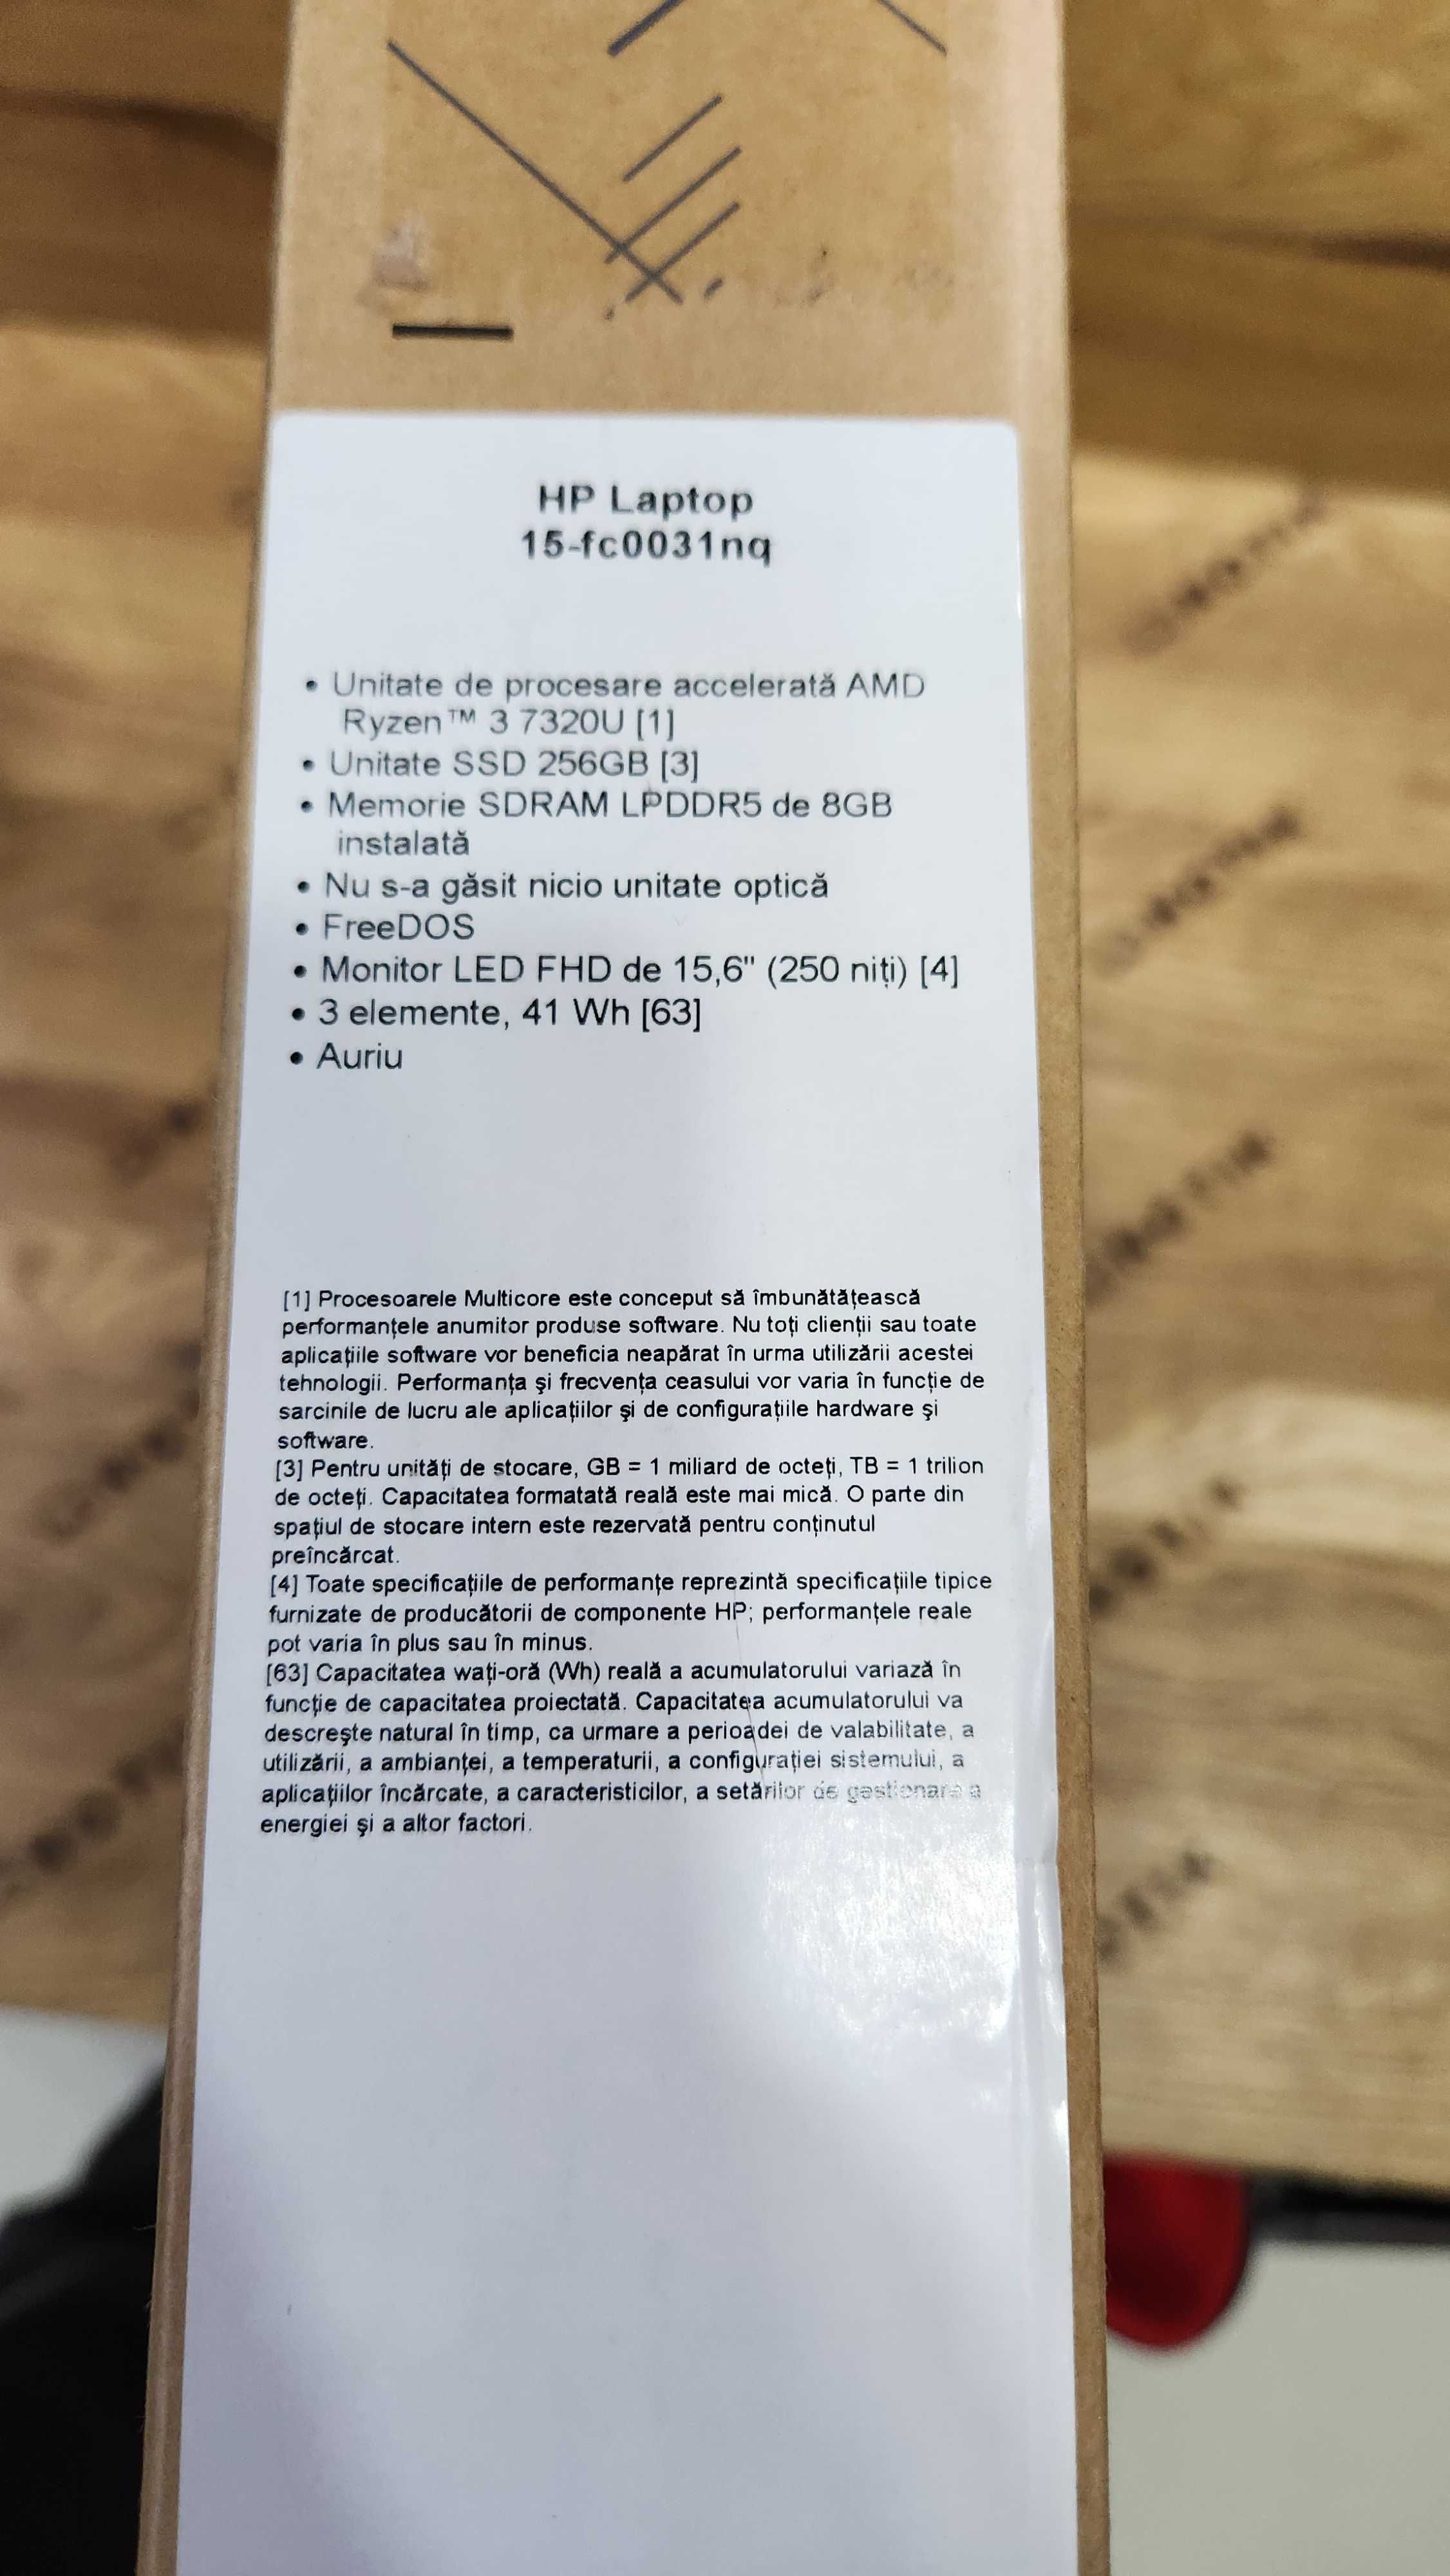 HP Laptop
15-fc0031nq
• Unitate de procesare accelerată AMD
Ryzen™ 3 7320U [1]
• Unitate SSD 256GB [3]
• Memorie SDRAM LPDDR5 de 8GB
instalată
• Nu s-a găsit nicio unitate optică
• FreeDOS
• Monitor LED FHD de 15,6" (250 niți) [4]
• 3 elemente, 41 Wh [63]
• Auriu
[1] Procesoarele Multicore este conceput să îmbunătățească
performanțele anumitor produse software. Nu toți clienții sau toate
aplicațiile software vor beneficia neapărat în urma utilizării acestei
tehnologii. Performanța și frecvența ceasului vor varia în funcție de
sarcinile de lucru ale aplicațiilor și de configurațiile hardware și
software.
[3] Pentru unități de stocare, GB = 1 miliard de octeți, TB = 1 trilion
de octeți. Capacitatea formatată reală este mai mică. O parte din
spațiul de stocare intern este rezervată pentru conținutul
preîncărcat.
[4] Toate specificațiile de performanțe reprezintă specificațiile tipice
furnizate de producătorii de componente HP; performanțele reale
pot varia în plus sau în minus.
[63] Capacitatea wați-oră (Wh) reală a acumulatorului variază în
funcție de capacitatea proiectată. Capacitatea acumulatorului va
descrește natural în timp, ca urmare a perioadei de valabilitate, a
utilizării, a ambianței, a temperaturii, a configurației sistemului, a
aplicațiilor încărcate, a caracteristicilor, a setărilor de gestionare a
energiei și a altor factori.